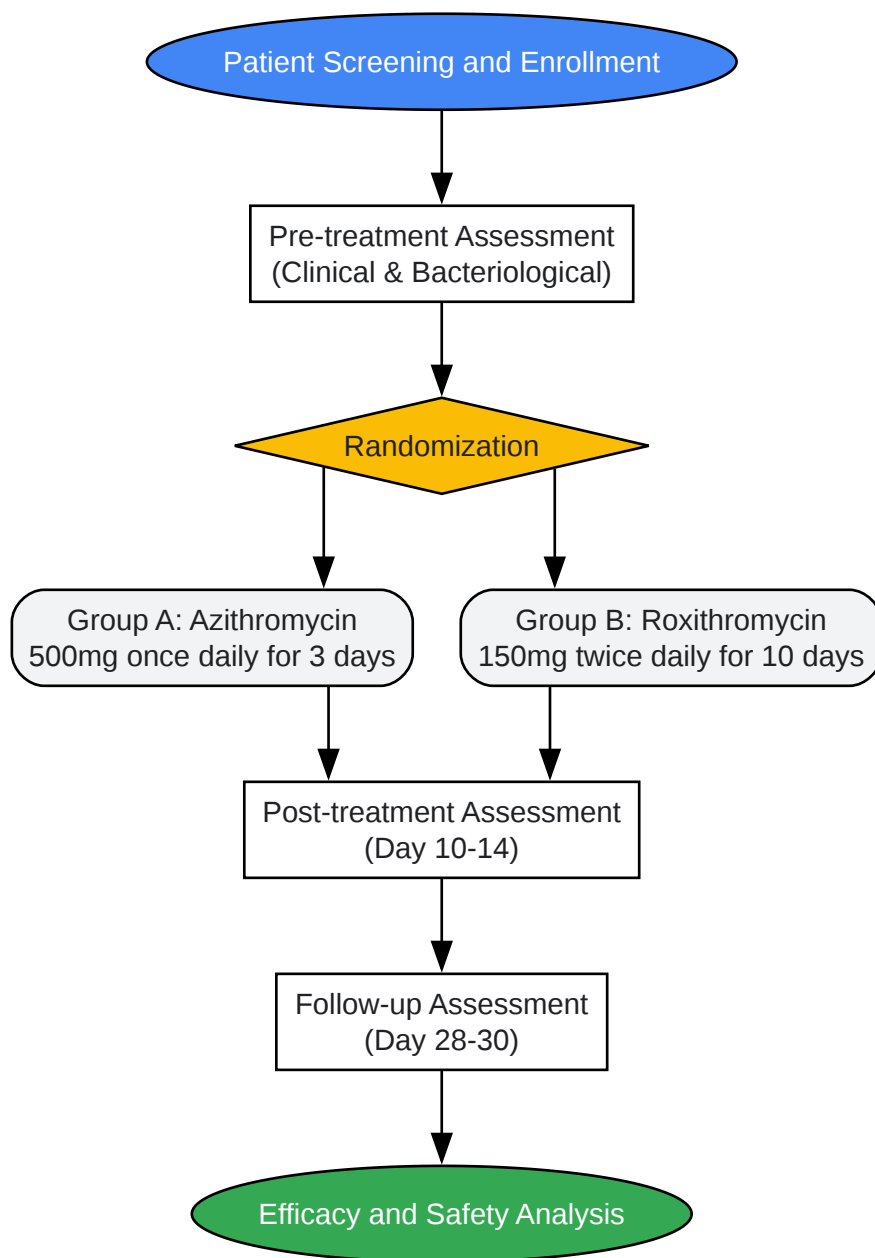 Patient Screening and Enrollment
Pre-treatment Assessment
(Clinical & Bacteriological)
Randomization
Group A: Azithromycin
500mg once daily for 3 days
Group B: Roxithromycin
150mg twice daily for 10 days
Post-treatment Assessment
(Day 10-14)
Follow-up Assessment
(Day 28-30)
Efficacy and Safety Analysis